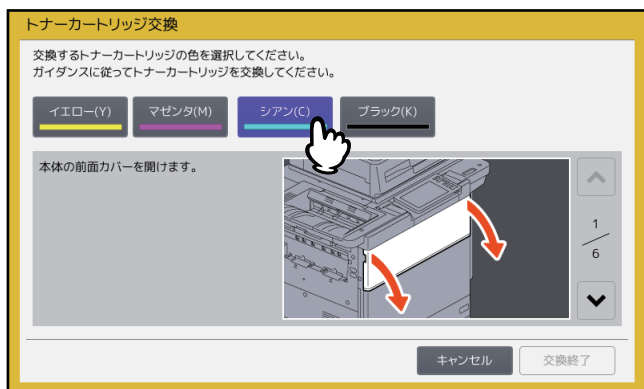 トナーカートリッジ交換
交換するトナーカートリッジの色を選択してください。
ガイダンスに従ってトナーカートリッジを交換してください。
イエロー(Y) マゼンタ(M) シアン(C) ブラック(K)
本体の前面カバーを開けます。
1
6
キャンセル 交換終了